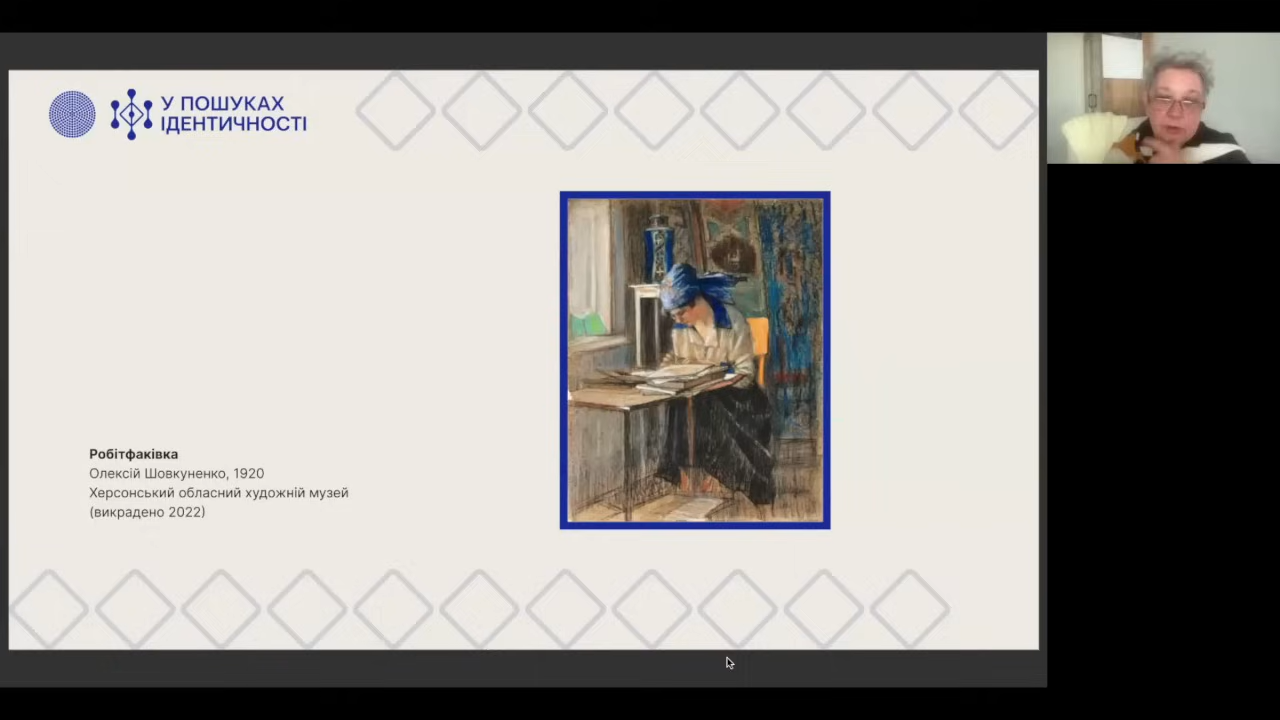 У ПОШУКАХ
ІДЕНТИЧНОСТІ
Робітфаківка
Олексій Шовкуненко, 1920
Херсонський обласний художній музей
(викрадено 2022)